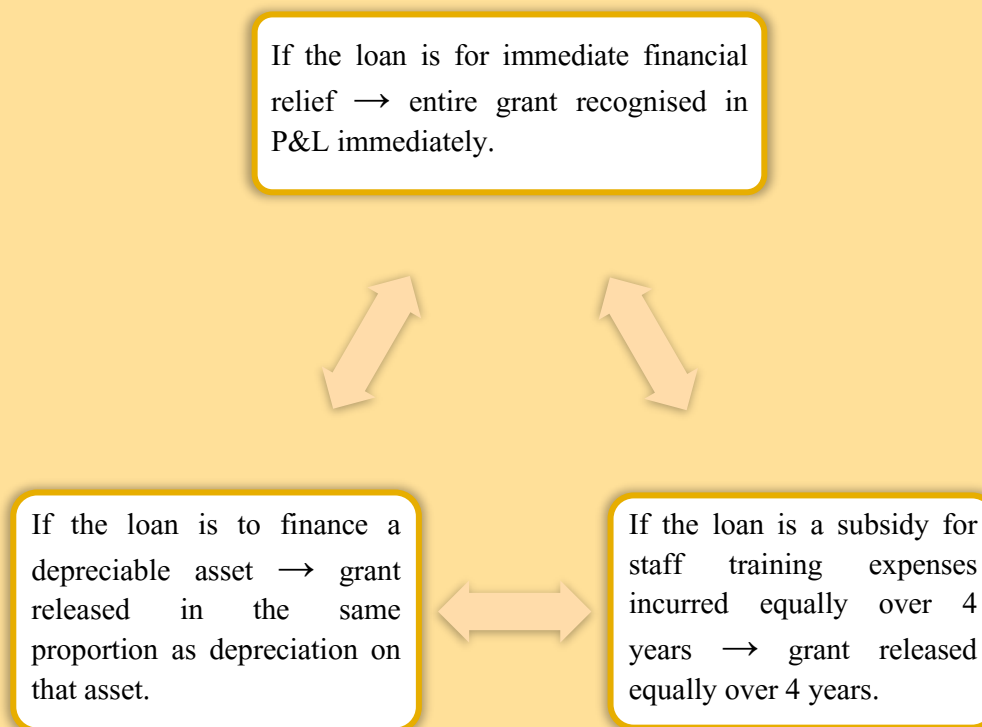 If the loan is for immediate financial
relief → entire grant recognised in
P&L immediately.
If the loan is to finance a
depreciable asset → grant
released in the same
proportion as depreciation on
that asset.
If the loan is a subsidy for
staff training expenses
incurred equally over 4
years → grant released
equally over 4 years.